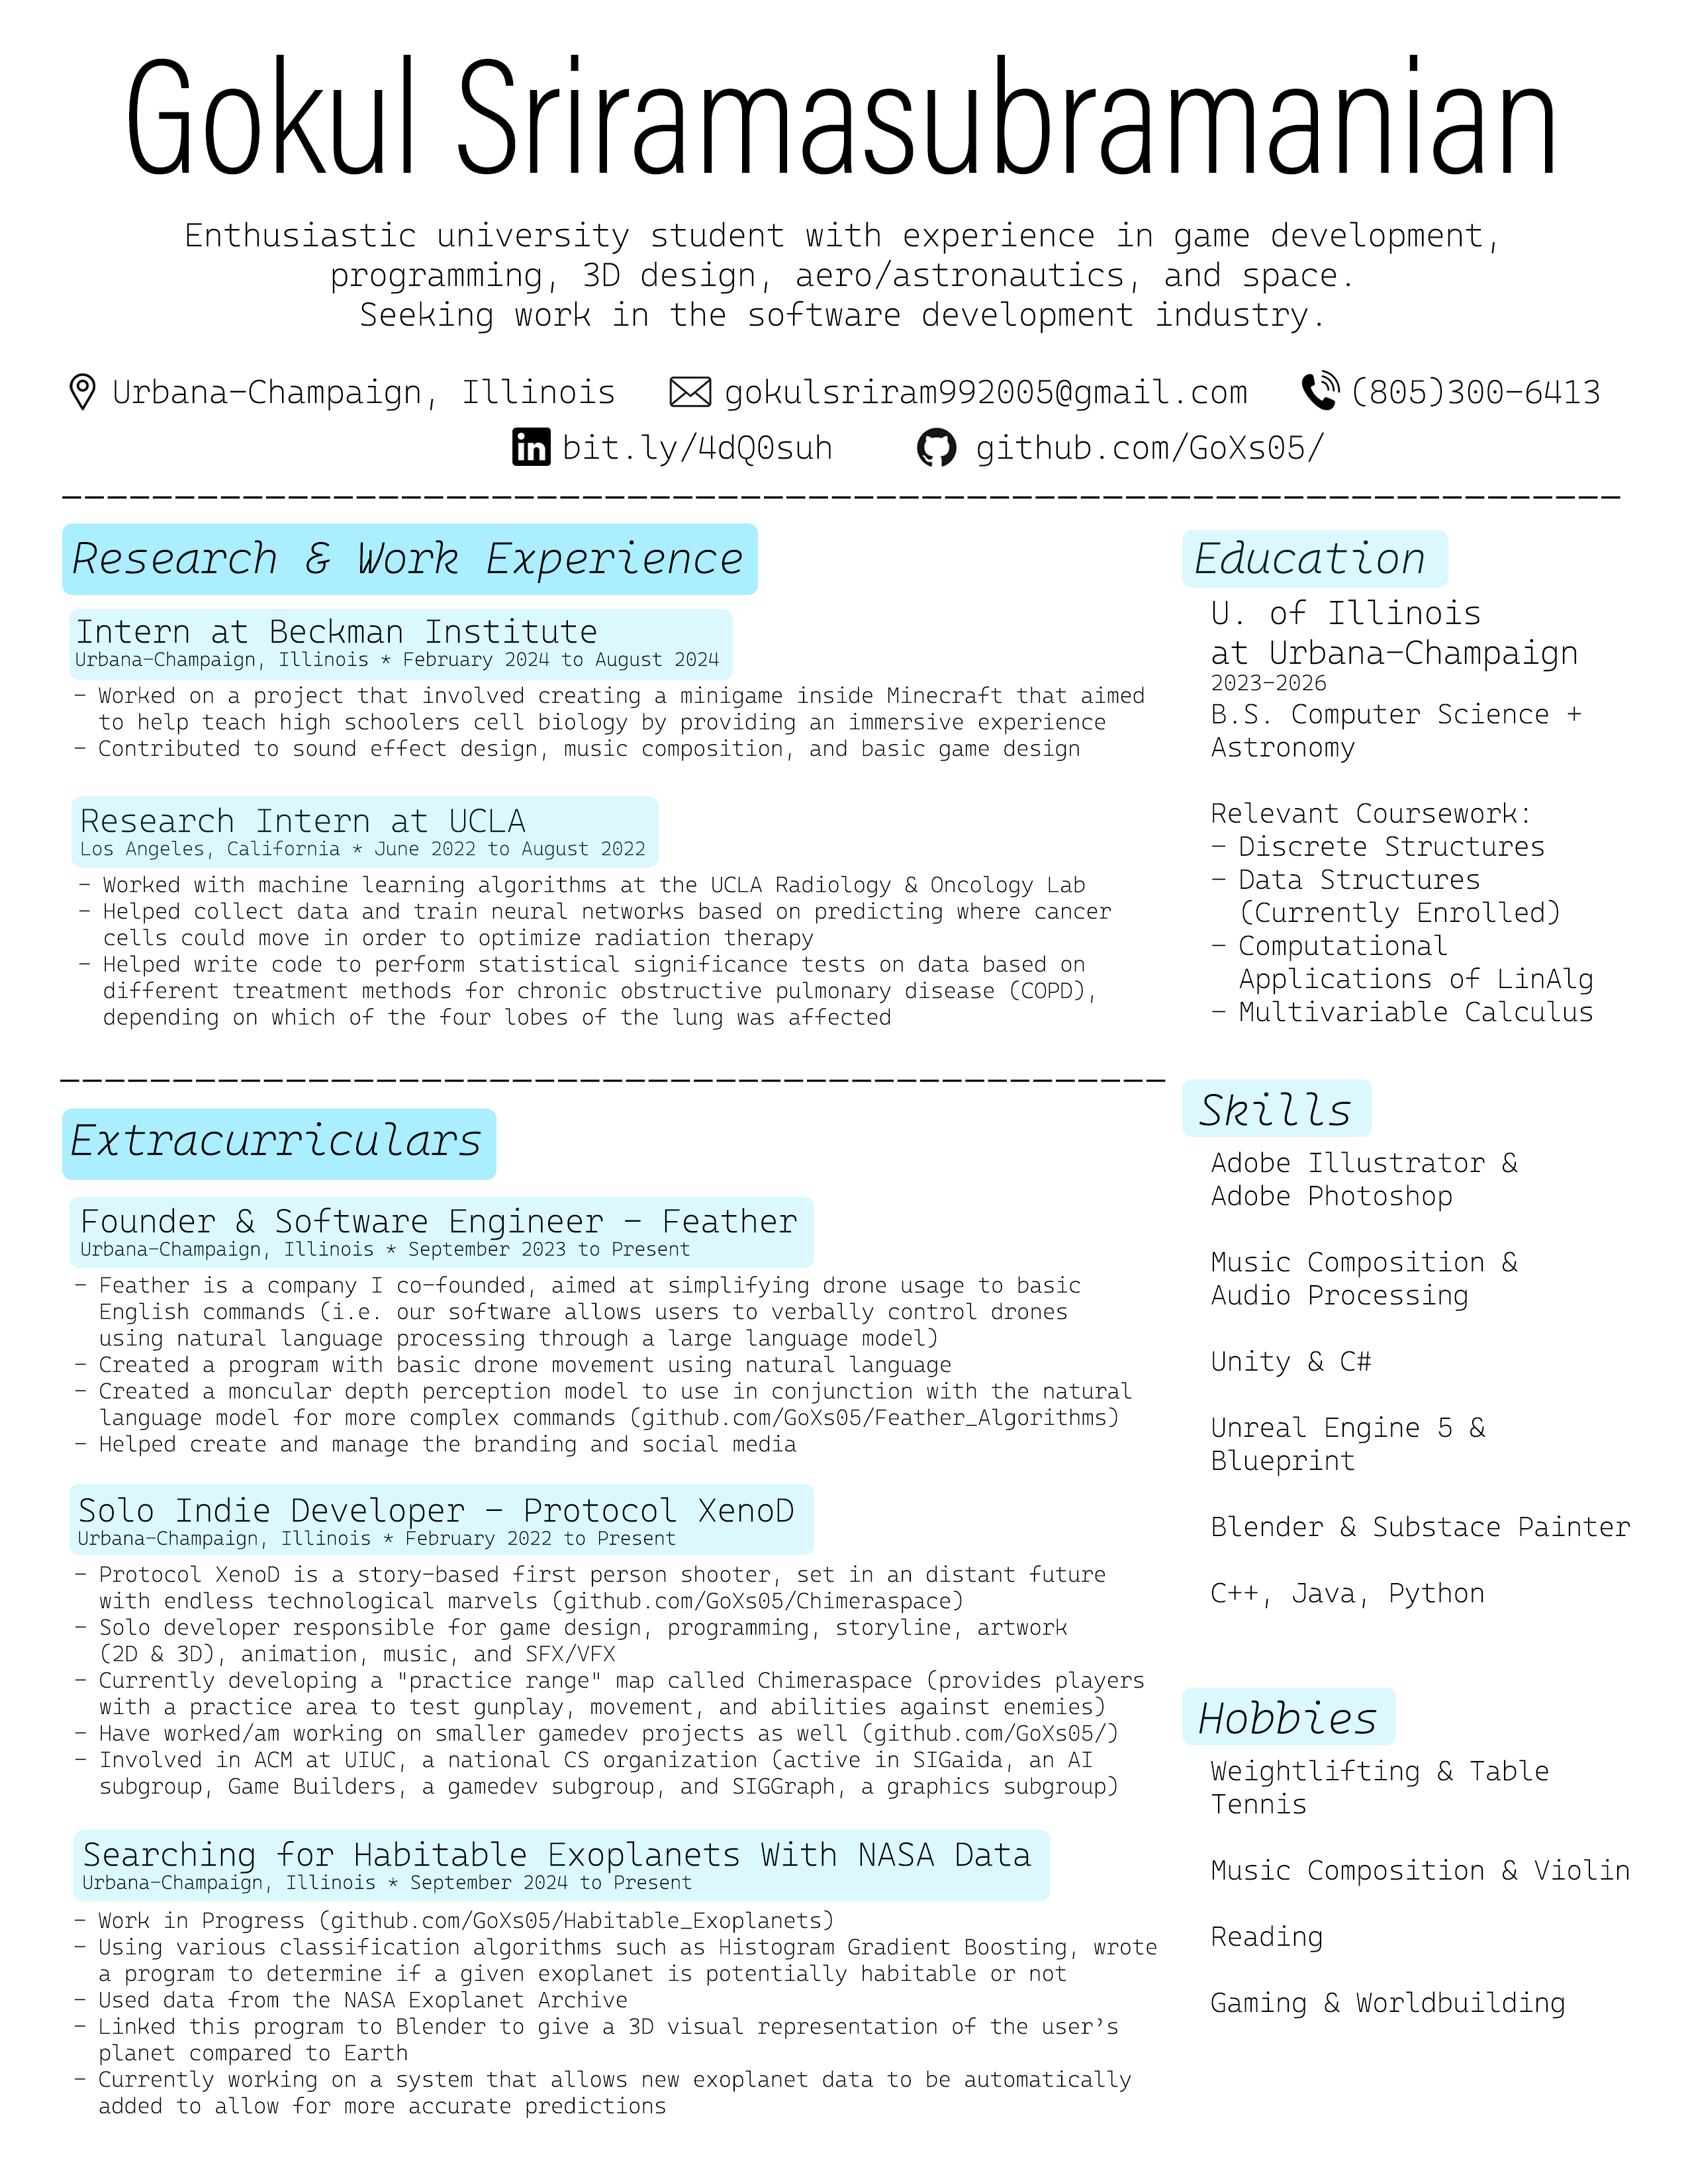 Gokul Sriramasubramanian
Enthusiastic university student with experience in game development,
programming, 3D design, aero/astronautics, and space.
Seeking work in the software development industry.
Urbana-Champaign, Illinois
gokulsriram992005@gmail.com
(805)300-6413
bit.ly/4dQ0suh
github.com/GoXs05/
Research & Work Experience
Intern at Beckman Institute
Urbana-Champaign, Illinois * February 2024 to August 2024
- Worked on a project that involved creating a minigame inside Minecraft that aimed
to help teach high schoolers cell biology by providing an immersive experience
- Contributed to sound effect design, music composition, and basic game design
Research Intern at UCLA
Los Angeles, California * June 2022 to August 2022
- Worked with machine learning algorithms at the UCLA Radiology & Oncology Lab
- Helped collect data and train neural networks based on predicting where cancer
cells could move in order to optimize radiation therapy
- Helped write code to perform statistical significance tests on data based on
different treatment methods for chronic obstructive pulmonary disease (COPD),
depending on which of the four lobes of the lung was affected
Extracurriculars
Founder & Software Engineer - Feather
Urbana-Champaign, Illinois * September 2023 to Present
- Feather is a company I co-founded, aimed at simplifying drone usage to basic
English commands (i.e. our software allows users to verbally control drones
using natural language processing through a large language model)
- Created a program with basic drone movement using natural language
- Created a moncular depth perception model to use in conjunction with the natural
language model for more complex commands (github.com/GoXs05/Feather_Algorithms)
- Helped create and manage the branding and social media
Solo Indie Developer - Protocol XenoD
Urbana-Champaign, Illinois * February 2022 to Present
- Protocol XenoD is a story-based first person shooter, set in an distant future
with endless technological marvels (github.com/GoXs05/Chimeraspace)
- Solo developer responsible for game design, programming, storyline, artwork
(2D & 3D), animation, music, and SFX/VFX
- Currently developing a "practice range" map called Chimeraspace (provides players
with a practice area to test gunplay, movement, and abilities against enemies)
- Have worked/am working on smaller gamedev projects as well (github.com/GoXs05/)
- Involved in ACM at UIUC, a national CS organization (active in SIGaida, an AI
subgroup, Game Builders, a gamedev subgroup, and SIGGraph, a graphics subgroup)
Searching for Habitable Exoplanets With NASA Data
Urbana-Champaign, Illinois * September 2024 to Present
- Work in Progress (github.com/GoXs05/Habitable_Exoplanets)
- Using various classification algorithms such as Histogram Gradient Boosting, wrote
a program to determine if a given exoplanet is potentially habitable or not
- Used data from the NASA Exoplanet Archive
- Linked this program to Blender to give a 3D visual representation of the user’s
planet compared to Earth
- Currently working on a system that allows new exoplanet data to be automatically
added to allow for more accurate predictions
Education
U. of Illinois
at Urbana-Champaign
2023-2026
B.S. Computer Science +
Astronomy
Relevant Coursework:
- Discrete Structures
- Data Structures
(Currently Enrolled)
- Computational
Applications of LinAlg
- Multivariable Calculus
Skills
Adobe Illustrator &
Adobe Photoshop
Music Composition &
Audio Processing
Unity & C#
Unreal Engine 5 &
Blueprint
Blender & Substace Painter
C++, Java, Python
Hobbies
Weightlifting & Table
Tennis
Music Composition & Violin
Reading
Gaming & Worldbuilding